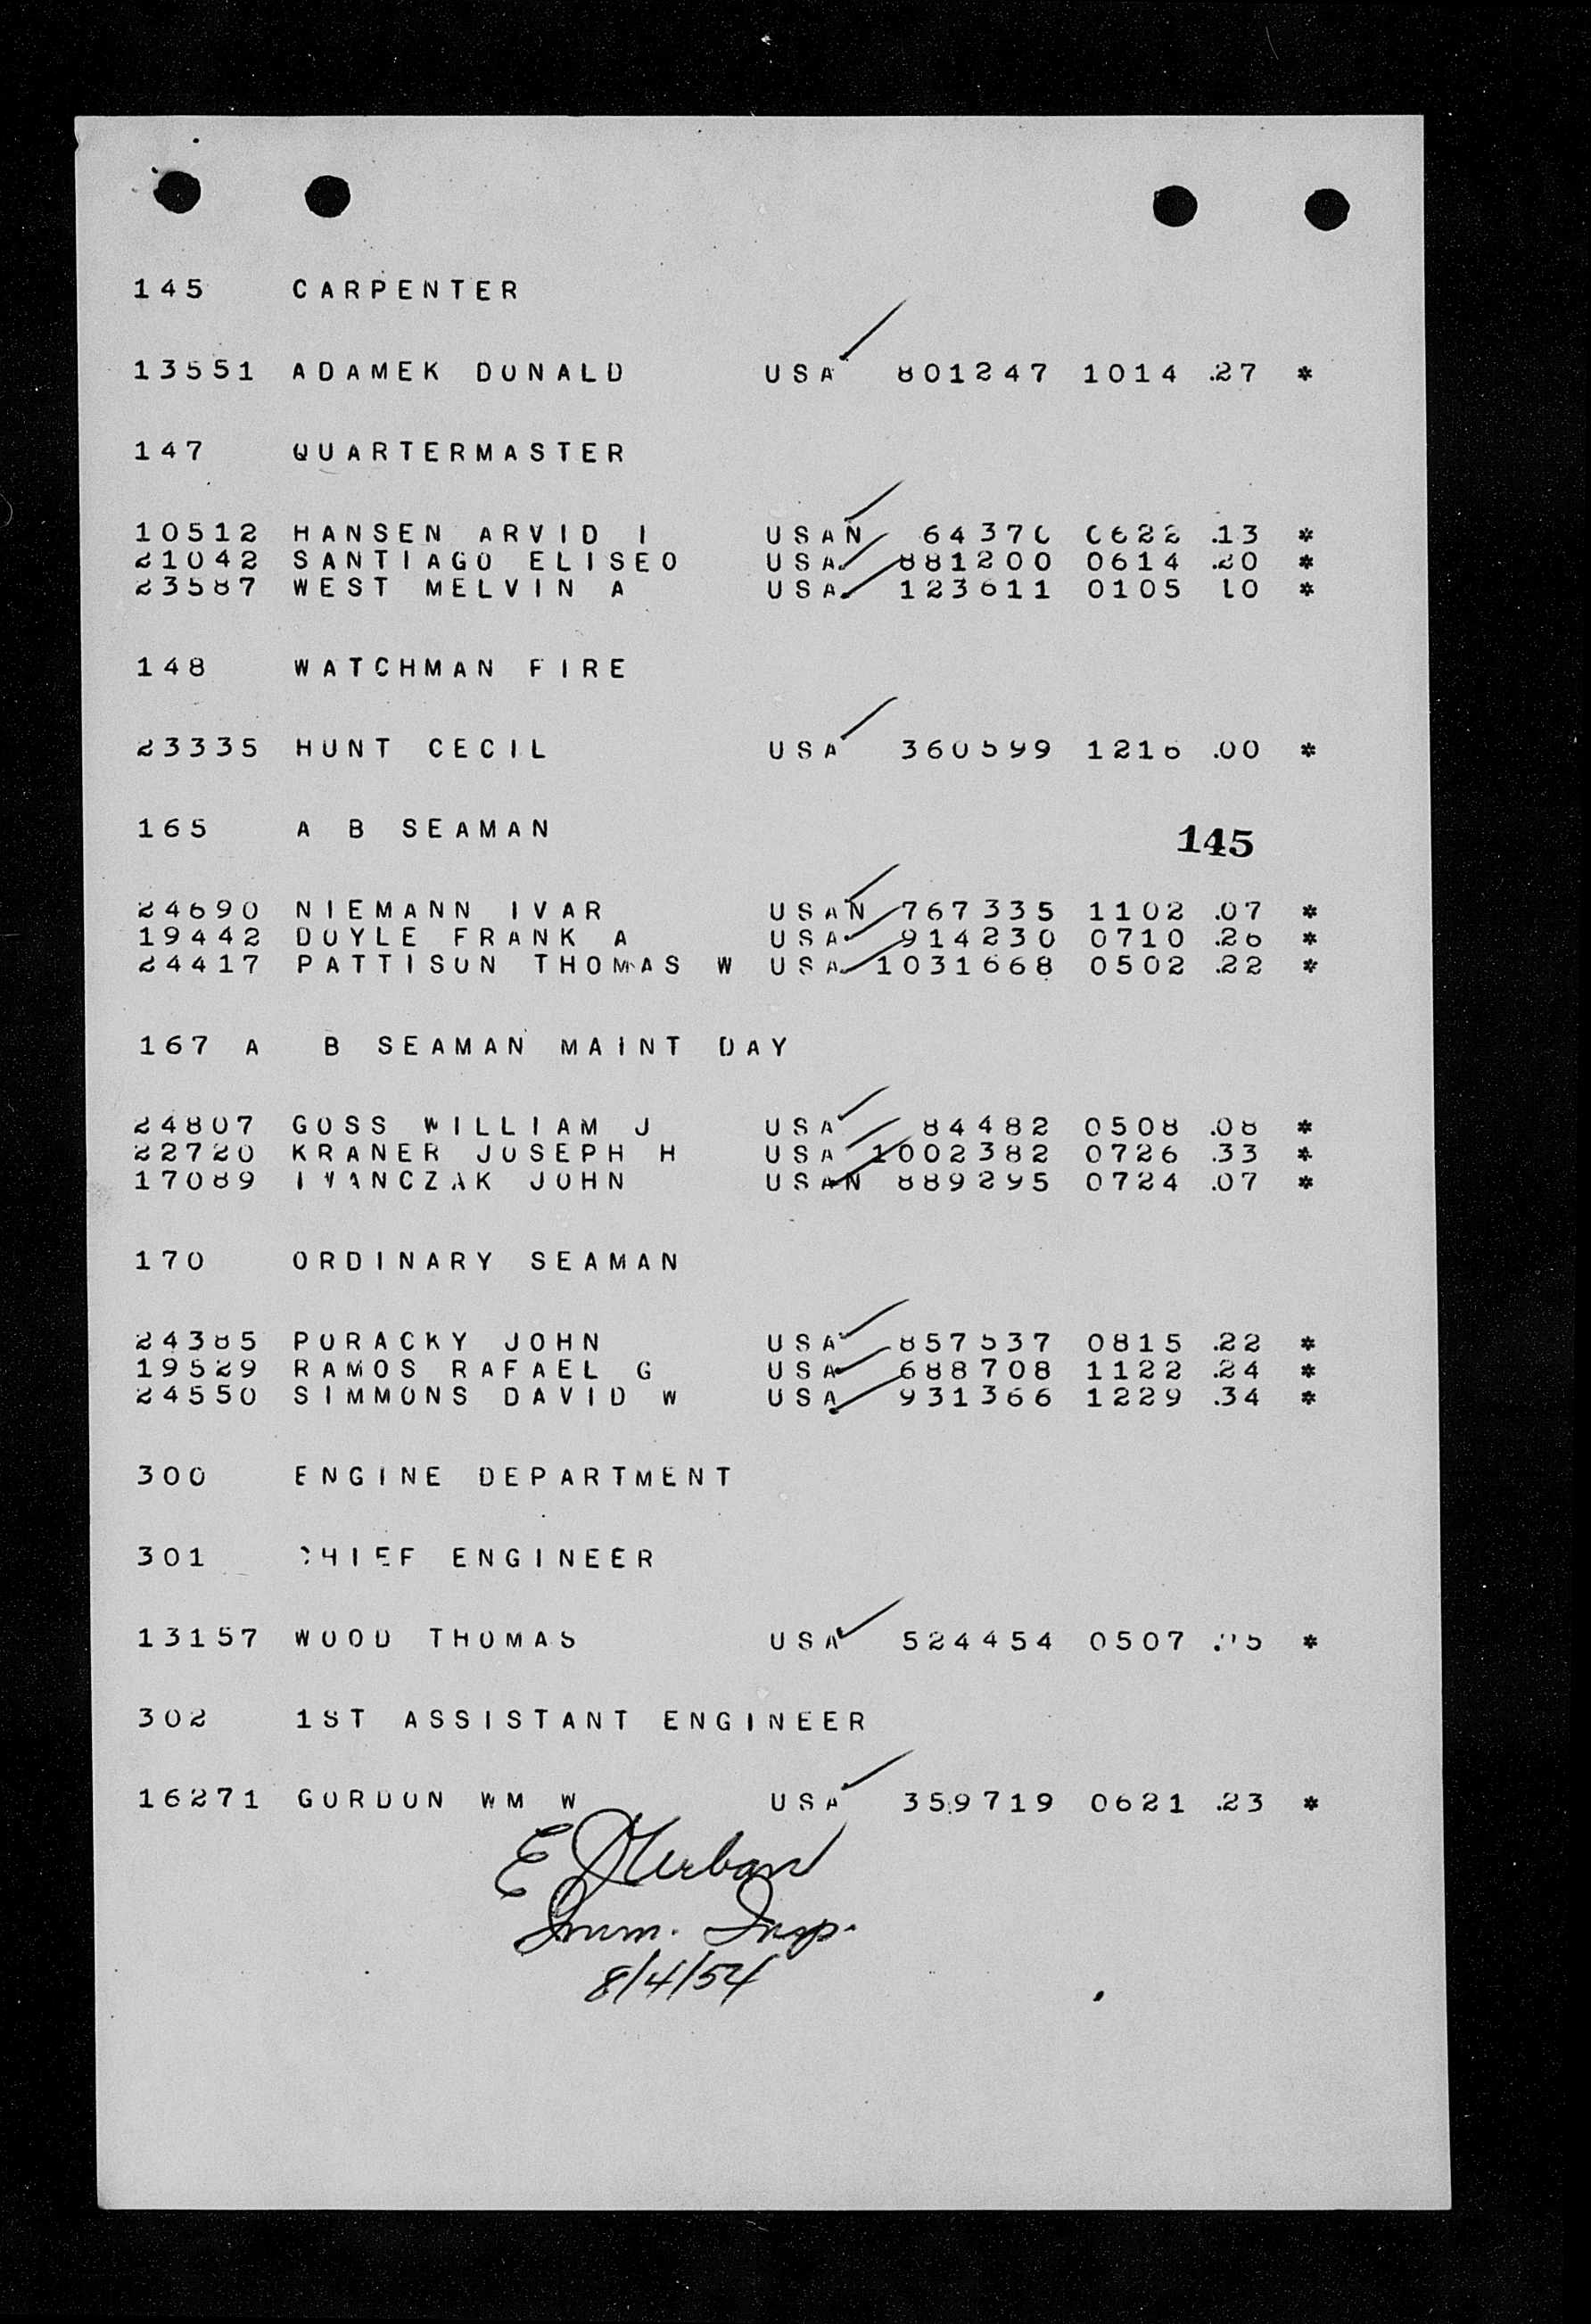 145 CARPENTER
13551 ADAMEK DONALD USA 801247 1014 .27 *
147 QUARTERMASTER
10512 HANSEN ARVID I USAN 64370 0622 .13 *
21042 SANTIAGO ELISEO USA 881200 0614 .20 *
23587 WEST MELVIN A USA 123611 0105 10 *
148 WATCHMAN FIRE
23335 HUNT CECIL USA 360599 1216 .00 *
165 A B SEAMAN
145
24690 NIEMANN IVAR USAN 767335 1102 .07 *
19442 DOYLE FRANK A USA 914230 0710 .26 *
24417 PATTISON THOMAS W USA 1031668 0502 .22 *
167 A B SEAMAN MAINT DAY
24807 GOSS WILLIAM J USA 84482 0508 .08 *
22720 KRANER JOSEPH H USA 1002382 0726 .33 *
17089 IWANCZAK JOHN USAN 889295 0724 .07 *
170 ORDINARY SEAMAN
24385 PORACKY JOHN USA 857537 0815 .22 *
19529 RAMOS RAFAEL G USA 688708 1122 .24 *
24550 SIMMONS DAVID W USA 931366 1229 .34 *
300 ENGINE DEPARTMENT
301 CHIEF ENGINEER
13157 WOOD THOMAS USA 524454 0507 *
302 1ST ASSISTANT ENGINEER
16271 GORDON WM W USA 359719 0621 .23 *
E J Urban
Imm. Insp.
8/4/54